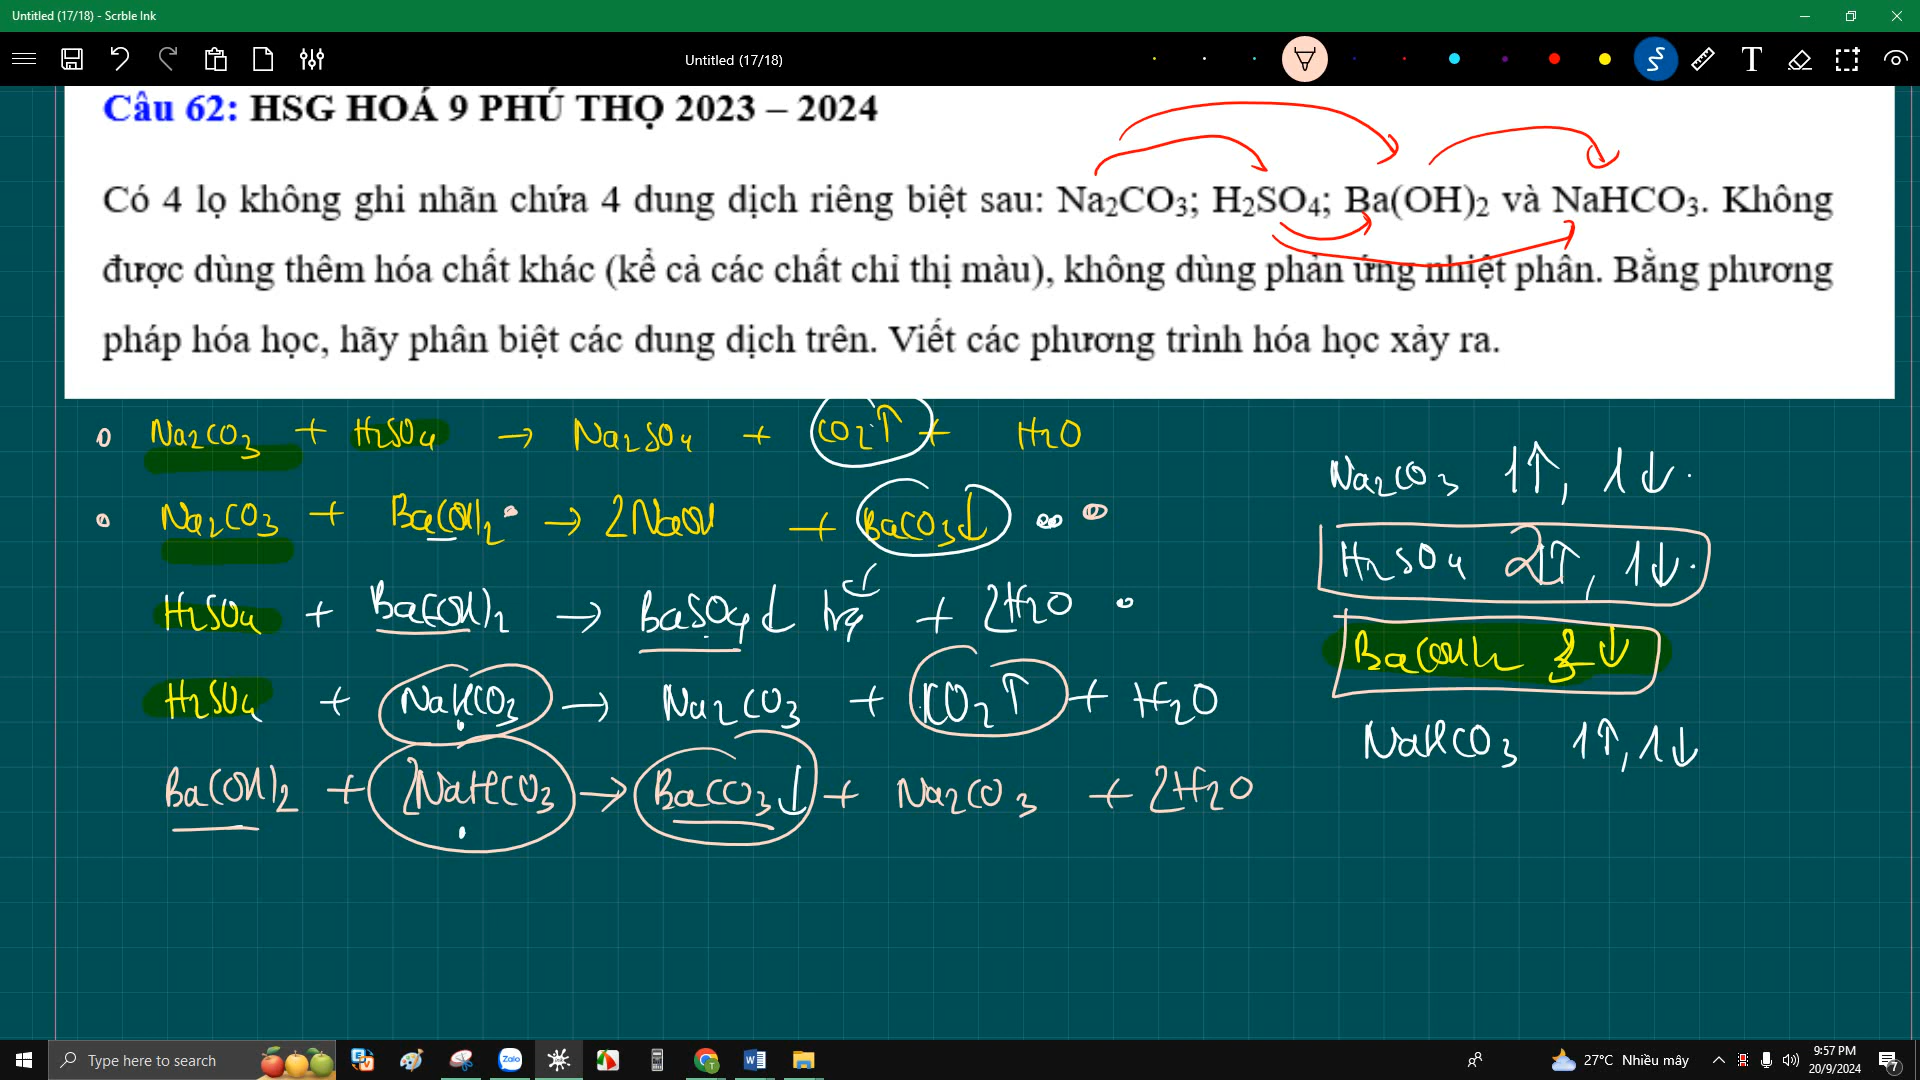 Untitled (17/18) - Scrble Ink
Untitled (17/18)
T
Câu 62: HSG HOÁ 9 PHÚ THỌ 2023 – 2024
Có 4 lọ không ghi nhãn chứa 4 dung dịch riêng biệt sau: Na₂CO₃; H₂SO₄; Ba(OH)₂ và NaHCO₃. Không
được dùng thêm hóa chất khác (kể cả các chất chỉ thị màu), không dùng phản ứng nhiệt phân. Bằng phương
pháp hóa học, hãy phân biệt các dung dịch trên. Viết các phương trình hóa học xảy ra.
Na₂CO₃ + H₂SO₄ → Na₂SO₄ + CO₂↑ + H₂O
Na₂CO₃ + Ba(OH)₂ → 2NaOH + BaCO₃↓
H₂SO₄ + Ba(OH)₂ → BaSO₄↓ + 2H₂O
H₂SO₄ + NaHCO₃ → Na₂CO₃ + CO₂↑ + H₂O
Ba(OH)₂ + 2NaHCO₃ → BaCO₃↓ + Na₂CO₃ + 2H₂O
Na₂CO₃ 1↑, 1↓.
H₂SO₄ 2↑, 1↓.
Ba(OH)₂ 3↓
NaHCO₃ 1↑, 1↓
Type here to search
Zalo
27°C Nhiều mây
9:57 PM
20/9/2024
7